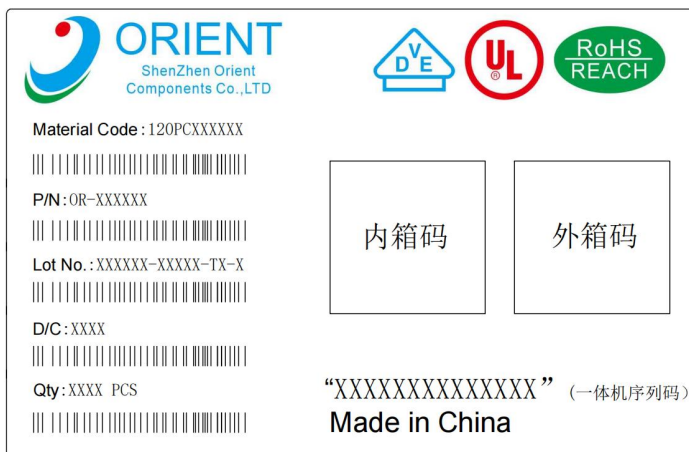 ORIENT
ShenZhen Orient
Components Co.,LTD
VDE
UL
®
RoHS
REACH
Material Code:120PCXXXXXX
P/N:OR-XXXXXX
内箱码
外箱码
Lot No.:XXXXXX-XXXXX-TX-X
D/C:XXXX
Qty:XXXX PCS
“XXXXXXXXXXXXXX” (一体机序列码)
Made in China